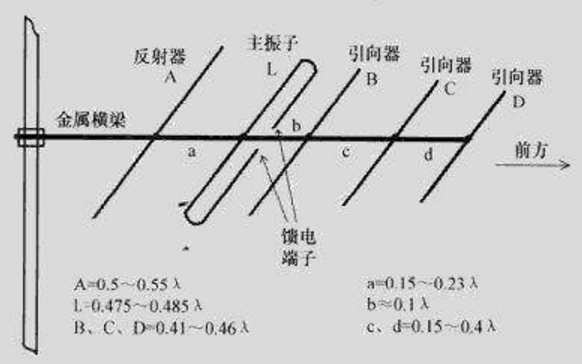 反射器
A
主振子
L
引向器
B
引向器
C
引向器
D
金属横梁
a
b
c
d
前方
馈电
端子
A=0.5～0.55λ
L=0.475～0.485λ
B、C、D=0.41～0.46λ
a=0.15～0.23λ
b≈0.1λ
c、d=0.15～0.4λ